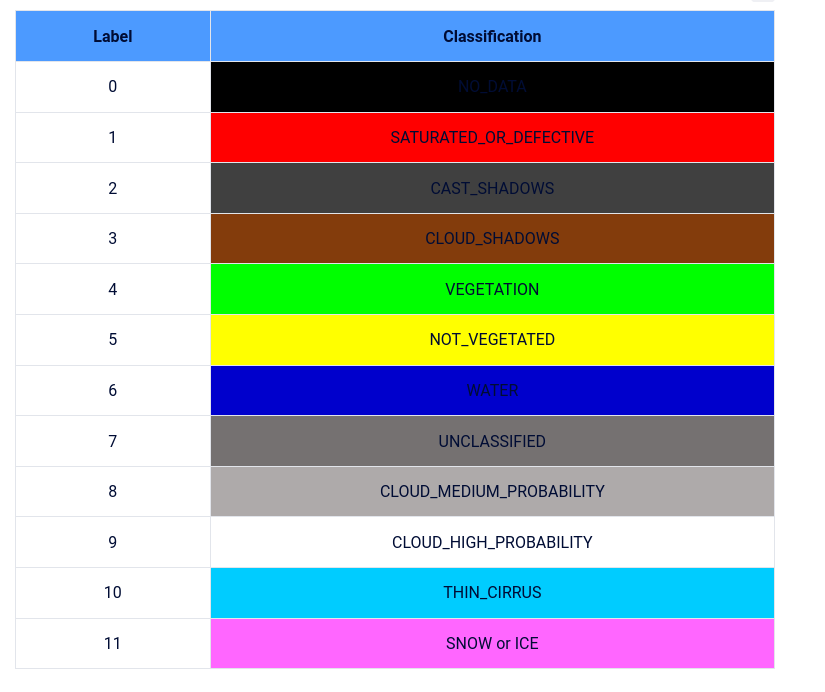 Label Classification
0 NO_DATA
1 SATURATED_OR_DEFECTIVE
2 CAST_SHADOWS
3 CLOUD_SHADOWS
4 VEGETATION
5 NOT_VEGETATED
6 WATER
7 UNCLASSIFIED
8 CLOUD_MEDIUM_PROBABILITY
9 CLOUD_HIGH_PROBABILITY
10 THIN_CIRRUS
11 SNOW or ICE